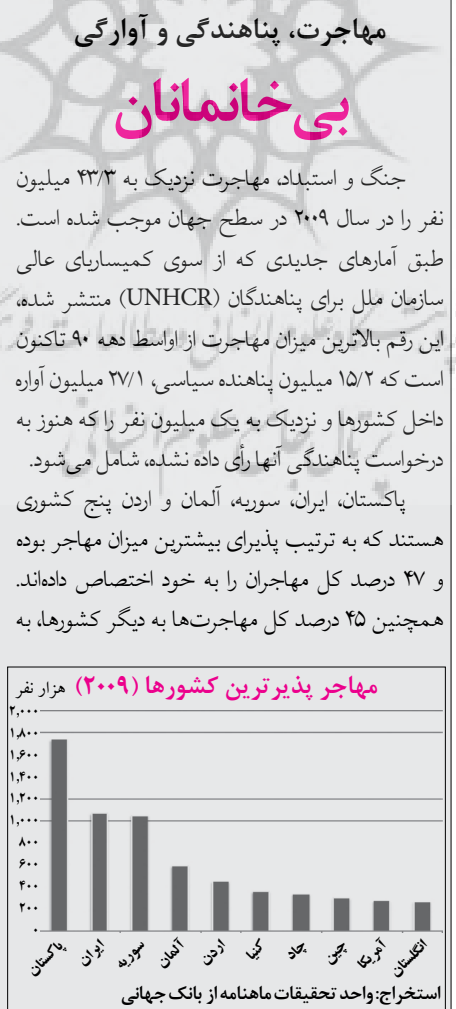 مهاجرت، پناهندگی و آوارگی
بی‌خانمانان
جنگ و استبداد، مهاجرت نزدیک به ۴۳/۳ میلیون
نفر را در سال ۲۰۰۹ در سطح جهان موجب شده است.
طبق آمارهای جدیدی که از سوی کمیساریای عالی
سازمان ملل برای پناهندگان (UNHCR) منتشر شده،
این رقم بالاترین میزان مهاجرت از اواسط دهه ۹۰ تاکنون
است که ۱۵/۲ میلیون پناهنده سیاسی، ۲۷/۱ میلیون آواره
داخل کشورها و نزدیک به یک میلیون نفر را که هنوز به
درخواست پناهندگی آنها رأی داده نشده، شامل می‌شود.
پاکستان، ایران، سوریه، آلمان و اردن پنج کشوری
هستند که به ترتیب پذیرای بیشترین میزان مهاجر بوده
و ۴۷ درصد کل مهاجران را به خود اختصاص داده‌اند.
همچنین ۴۵ درصد کل مهاجرت‌ها به دیگر کشورها، به
مهاجر پذیرترین کشورها (۲۰۰۹) هزار نفر
۲,۰۰۰
۱,۸۰۰
۱,۶۰۰
۱,۴۰۰
۱,۲۰۰
۱,۰۰۰
۸۰۰
۶۰۰
۴۰۰
۲۰۰
۰
پاکستان ایران سوریه آلمان اردن کنیا چاد چین آمریکا انگلستان
استخراج: واحد تحقیقات ماهنامه از بانک جهانی